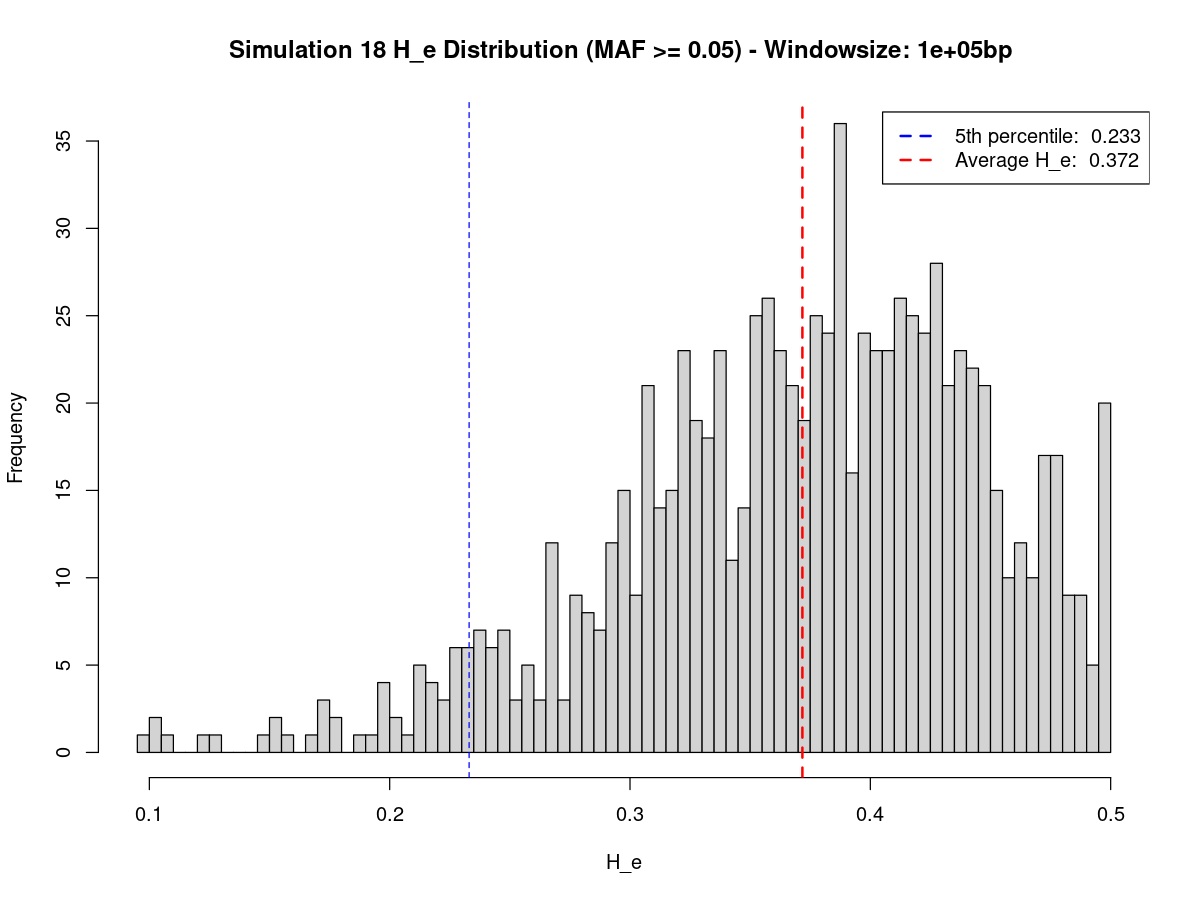 Simulation 18 H_e Distribution (MAF >= 0.05) - Windowsize: 1e+05bp
5th percentile:  0.233
Average H_e:  0.372
Frequency
35
30
25
20
15
10
5
0
0.1 0.2 0.3 0.4 0.5
H_e